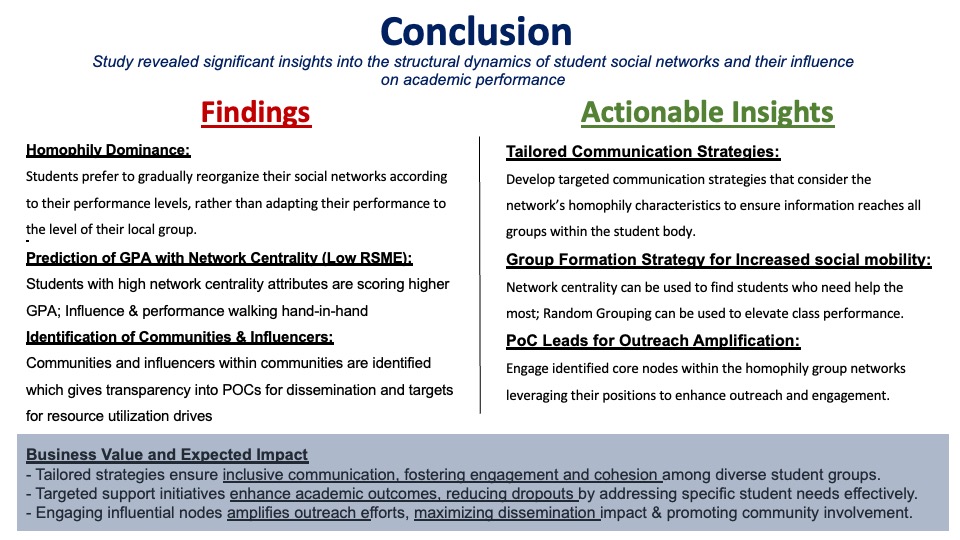 Conclusion
Study revealed significant insights into the structural dynamics of student social networks and their influence
on academic performance
Findings
Homophily Dominance:
Students prefer to gradually reorganize their social networks according
to their performance levels, rather than adapting their performance to
the level of their local group.
Prediction of GPA with Network Centrality (Low RSME):
Students with high network centrality attributes are scoring higher
GPA; Influence & performance walking hand-in-hand
Identification of Communities & Influencers:
Communities and influencers within communities are identified
which gives transparency into POCs for dissemination and targets
for resource utilization drives
Actionable Insights
Tailored Communication Strategies:
Develop targeted communication strategies that consider the
network’s homophily characteristics to ensure information reaches all
groups within the student body.
Group Formation Strategy for Increased social mobility:
Network centrality can be used to find students who need help the
most; Random Grouping can be used to elevate class performance.
PoC Leads for Outreach Amplification:
Engage identified core nodes within the homophily group networks
leveraging their positions to enhance outreach and engagement.
Business Value and Expected Impact
- Tailored strategies ensure inclusive communication, fostering engagement and cohesion among diverse student groups.
- Targeted support initiatives enhance academic outcomes, reducing dropouts by addressing specific student needs effectively.
- Engaging influential nodes amplifies outreach efforts, maximizing dissemination impact & promoting community involvement.